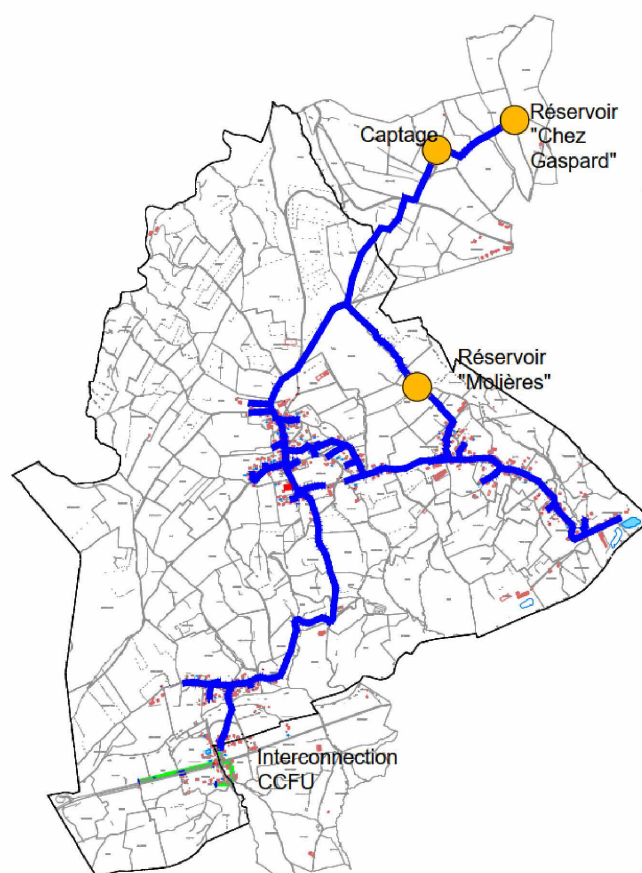 Réservoir
"Chez
Gaspard"
Captage
Réservoir
"Molières"
Interconnection
CCFU